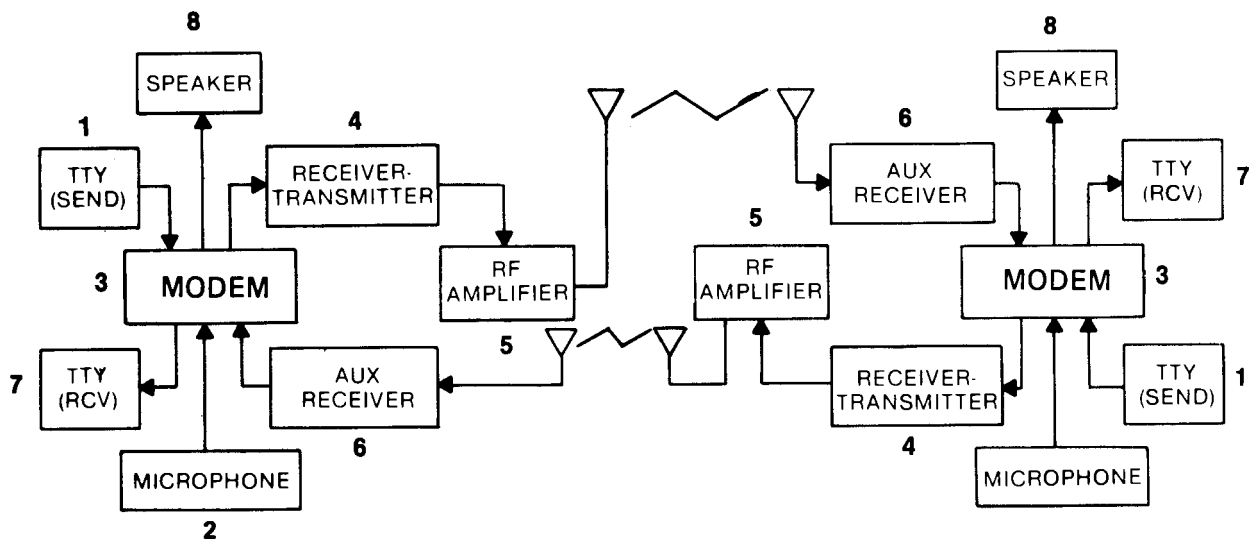 8
SPEAKER
1
TTY
(SEND)
4
RECEIVER-
TRANSMITTER
3
MODEM
RF
AMPLIFIER
5
7
TTY
(RCV)
AUX
RECEIVER
6
MICROPHONE
2
8
SPEAKER
6
AUX
RECEIVER
TTY
(RCV)
7
5
RF
AMPLIFIER
MODEM
3
RECEIVER-
TRANSMITTER
4
TTY
(SEND)
1
MICROPHONE